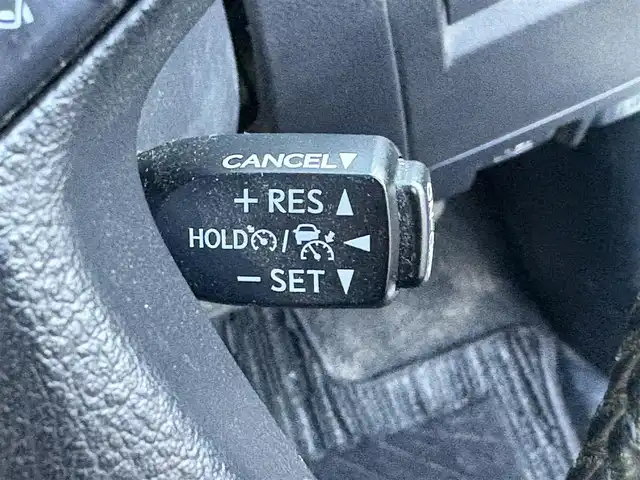 CANCEL▼
+ RES ▲
HOLD / ◀
− SET ▼